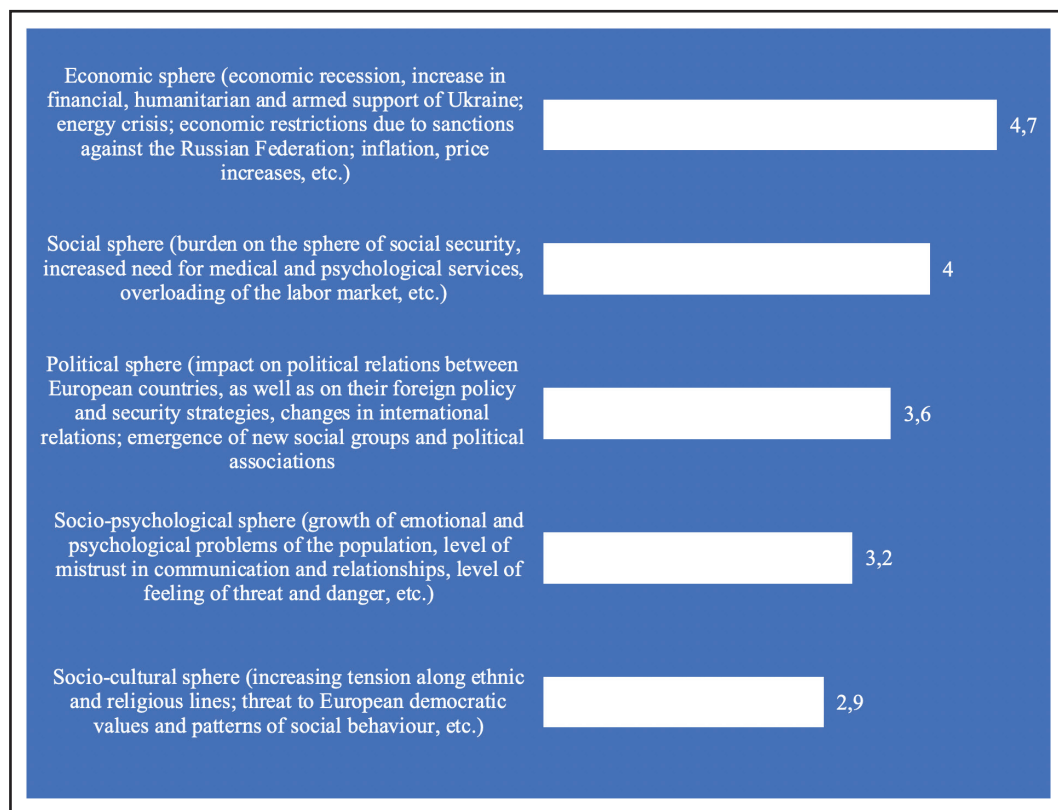 Economic sphere (economic recession, increase in
financial, humanitarian and armed support of Ukraine;
energy crisis; economic restrictions due to sanctions
against the Russian Federation; inflation, price
increases, etc.)
4,7
Social sphere (burden on the sphere of social security,
increased need for medical and psychological services,
overloading of the labor market, etc.)
4
Political sphere (impact on political relations between
European countries, as well as on their foreign policy
and security strategies, changes in international
relations; emergence of new social groups and political
associations
3,6
Socio-psychological sphere (growth of emotional and
psychological problems of the population, level of
mistrust in communication and relationships, level of
feeling of threat and danger, etc.)
3,2
Socio-cultural sphere (increasing tension along ethnic
and religious lines; threat to European democratic
values and patterns of social behaviour, etc.)
2,9